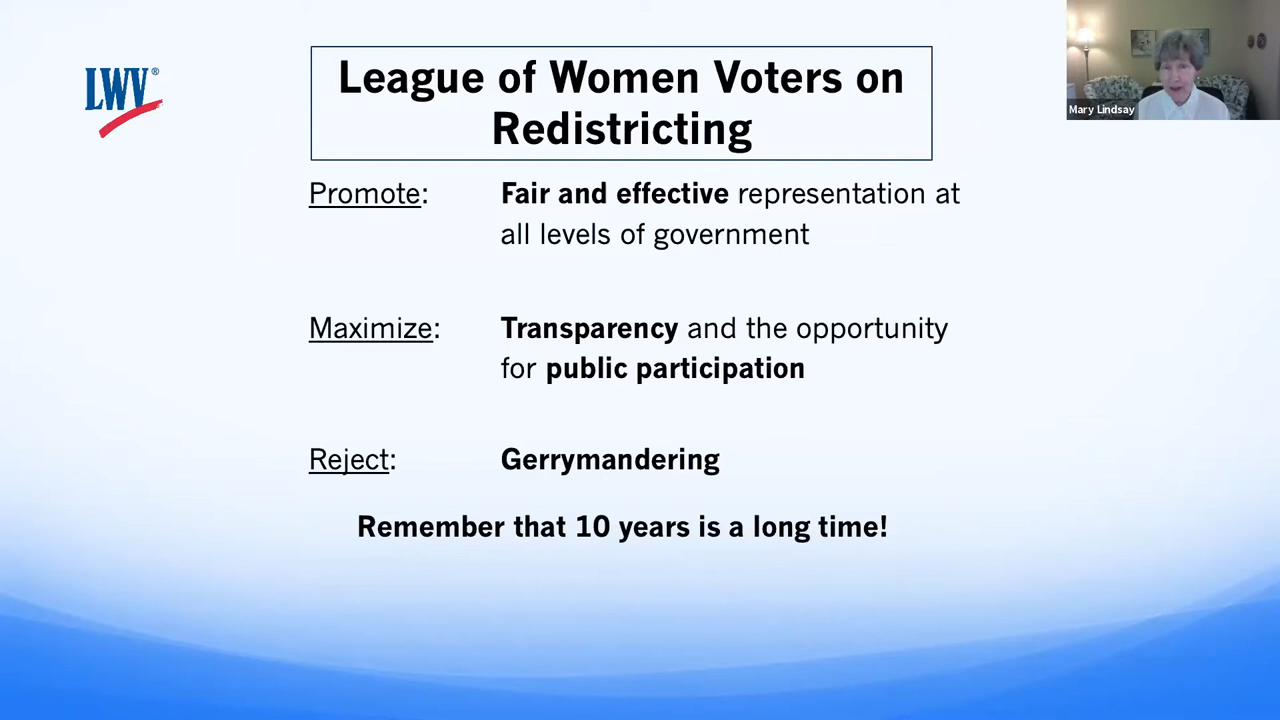 LWV®
League of Women Voters on
Redistricting
Mary Lindsay
Promote: Fair and effective representation at
all levels of government
Maximize: Transparency and the opportunity
for public participation
Reject: Gerrymandering
Remember that 10 years is a long time!